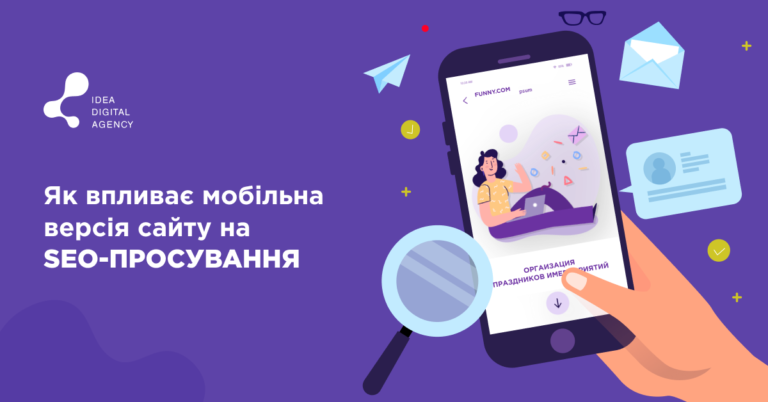 IDEA
DIGITAL
AGENCY
Як впливає мобільна
версія сайту на
SEO-ПРОСУВАННЯ
FUNNY.COM
ОРГАНИЗАЦИЯ
ПРАЗДНИКОВ